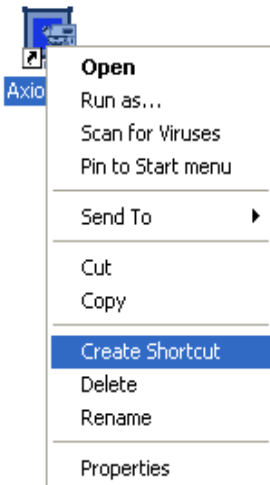 Axio
Open
Run as...
Scan for Viruses
Pin to Start menu
Send To
Cut
Copy
Create Shortcut
Delete
Rename
Properties